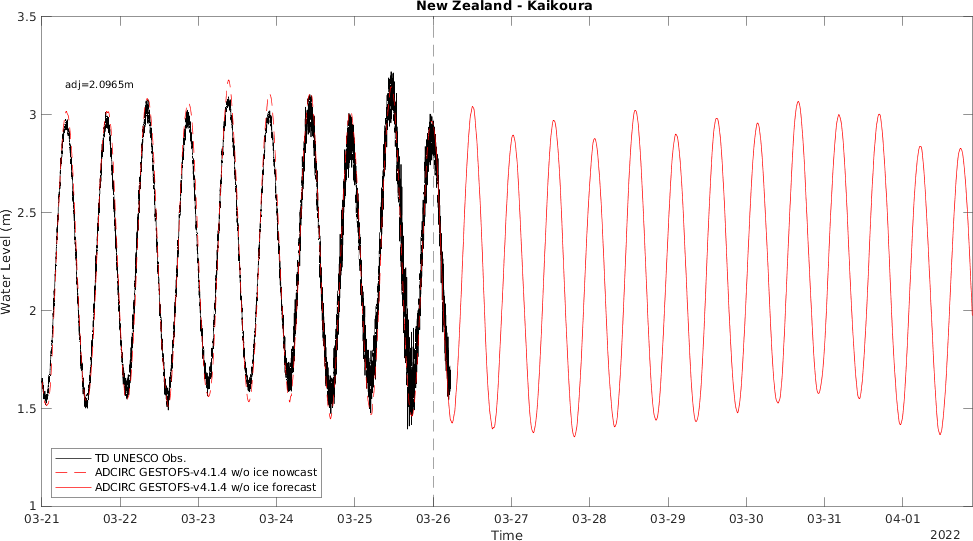 New Zealand - Kaikoura
3.5
3
2.5
2
1.5
1
Water Level (m)
adj=2.0965m
TD UNESCO Obs.
ADCIRC GESTOFS-v4.1.4 w/o ice nowcast
ADCIRC GESTOFS-v4.1.4 w/o ice forecast
03-21 03-22 03-23 03-24 03-25 03-26 03-27 03-28 03-29 03-30 03-31 04-01
Time
2022